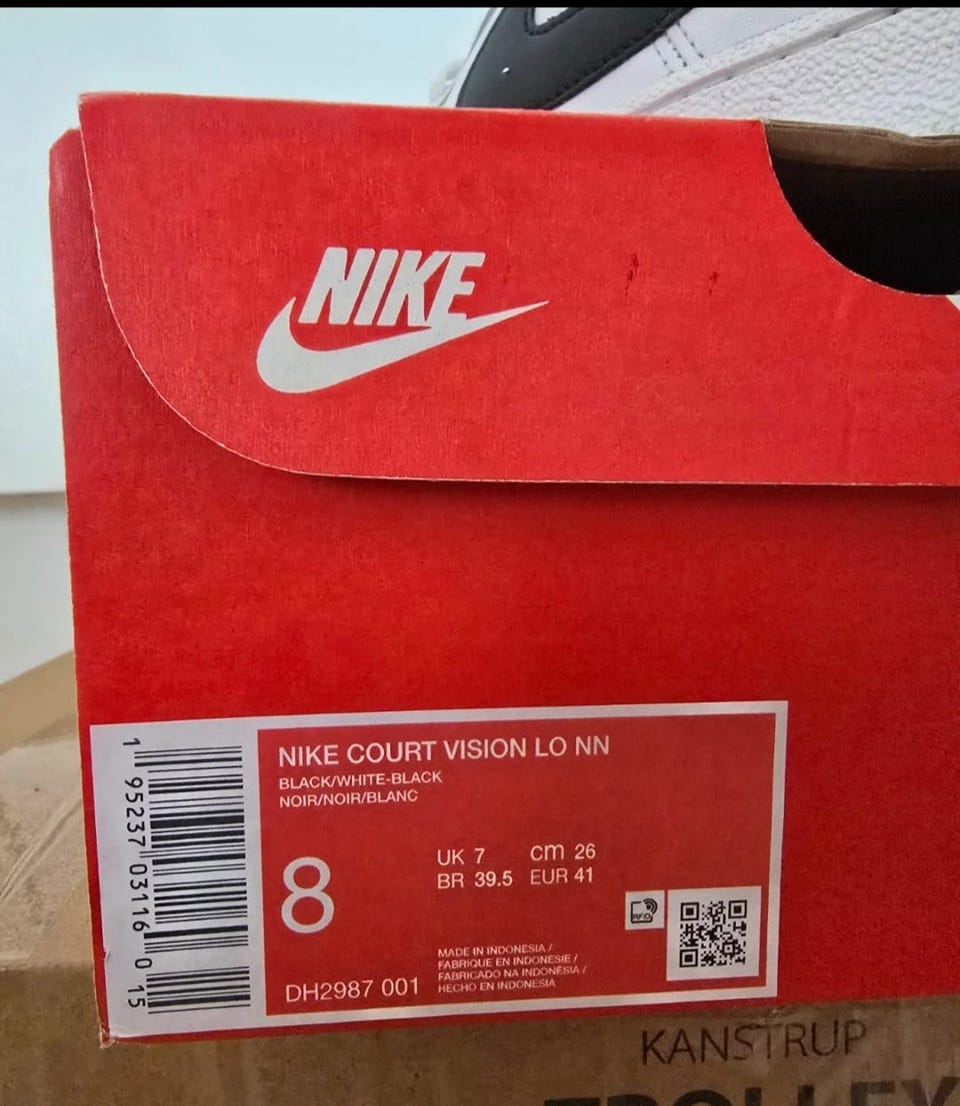 NIKE
NIKE COURT VISION LO NN
BLACK/WHITE-BLACK
NOIR/NOIR/BLANC
8
UK 7 cm 26
BR 39.5 EUR 41
RFID
MADE IN INDONESIA /
FABRIQUE EN INDONESIE /
FABRICADO NA INDONÉSIA /
HECHO EN INDONESIA
DH2987 001
1 95237 03116 0 15
KANSTRUP
TROLLEY